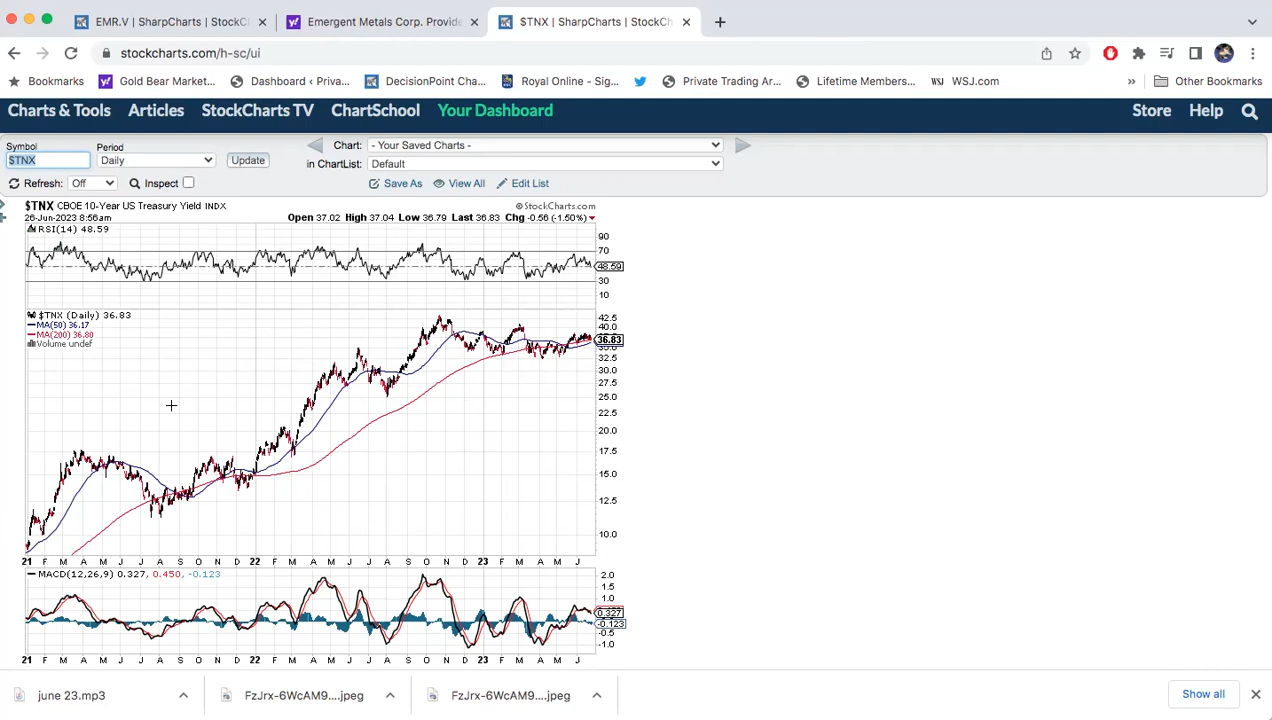 EMR.V | SharpCharts | StockCh
Emergent Metals Corp. Provide
$TNX | SharpCharts | StockCh
stockcharts.com/h-sc/ui
Bookmarks
Gold Bear Market...
Dashboard ‹ Priva...
DecisionPoint Cha...
Royal Online - Sig...
Private Trading Ar...
Lifetime Members...
WSJ WSJ.com
»
Other Bookmarks
Charts & Tools Articles StockCharts TV ChartSchool Your Dashboard Store Help
Symbol Period
$TNX Daily Update
Chart: - Your Saved Charts -
in ChartList: Default
Refresh: Off Inspect
Save As View All Edit List
$TNX CBOE 10-Year US Treasury Yield INDX
© StockCharts.com
26-Jun-2023 8:56am
Open 37.02 High 37.04 Low 36.79 Last 36.83 Chg -0.56 (-1.50%)
RSI(14) 48.59
90
70
48.59
30
10
$TNX (Daily) 36.83
MA(50) 36.17
MA(200) 36.80
Volume undef
42.5
40.0
36.83
32.5
30.0
27.5
25.0
22.5
20.0
17.5
15.0
12.5
10.0
21 F M A M J J A S O N D 22 F M A M J J A S O N D 23 F M A M J
MACD(12,26,9) 0.327, 0.450, -0.123
2.0
1.5
1.0
0.327
-0.123
-0.5
-1.0
21 F M A M J J A S O N D 22 F M A M J J A S O N D 23 F M A M J
june 23.mp3
FzJrx-6WcAM9....jpeg
FzJrx-6WcAM9....jpeg
Show all